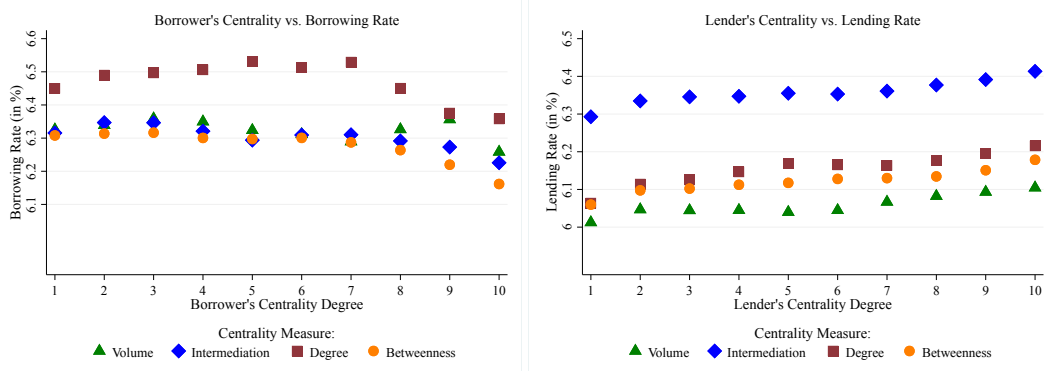 Borrower's Centrality vs. Borrowing Rate
Borrowing Rate (in %)
6.6
6.5
6.4
6.3
6.2
6.1
1 2 3 4 5 6 7 8 9 10
Borrower's Centrality Degree
Centrality Measure:
Volume Intermediation Degree Betweenness
Lender's Centrality vs. Lending Rate
Lending Rate (in %)
6.5
6.4
6.3
6.2
6.1
6
1 2 3 4 5 6 7 8 9 10
Lender's Centrality Degree
Centrality Measure:
Volume Intermediation Degree Betweenness